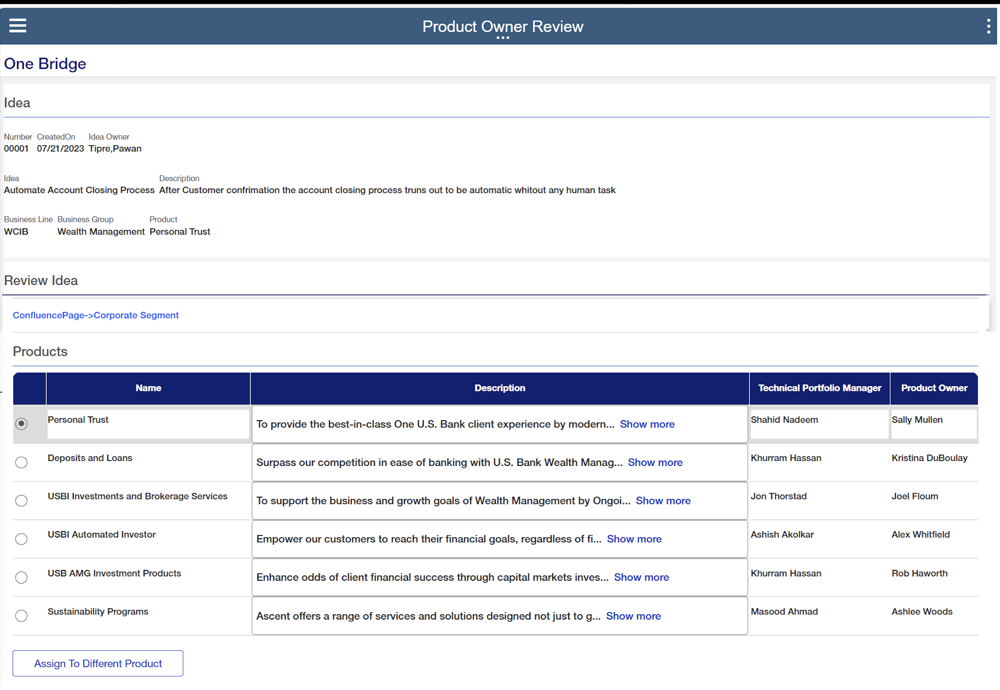 Product Owner Review
One Bridge
Idea
Number CreatedOn Idea Owner
00001 07/21/2023 Tipre,Pawan
Idea Description
Automate Account Closing Process After Customer confrimation the account closing process truns out to be automatic whitout any human task
Business Line Business Group Product
WCIB Wealth Management Personal Trust
Review Idea
ConfluencePage->Corporate Segment
Products
Name Description Technical Portfolio Manager Product Owner
Personal Trust To provide the best-in-class One U.S. Bank client experience by modern... Show more Shahid Nadeem Sally Mullen
Deposits and Loans Surpass our competition in ease of banking with U.S. Bank Wealth Manag... Show more Khurram Hassan Kristina DuBoulay
USBI Investments and Brokerage Services To support the business and growth goals of Wealth Management by Ongoi... Show more Jon Thorstad Joel Floum
USBI Automated Investor Empower our customers to reach their financial goals, regardless of fi... Show more Ashish Akolkar Alex Whitfield
USB AMG Investment Products Enhance odds of client financial success through capital markets inves... Show more Khurram Hassan Rob Haworth
Sustainability Programs Ascent offers a range of services and solutions designed not just to g... Show more Masood Ahmad Ashlee Woods
Assign To Different Product